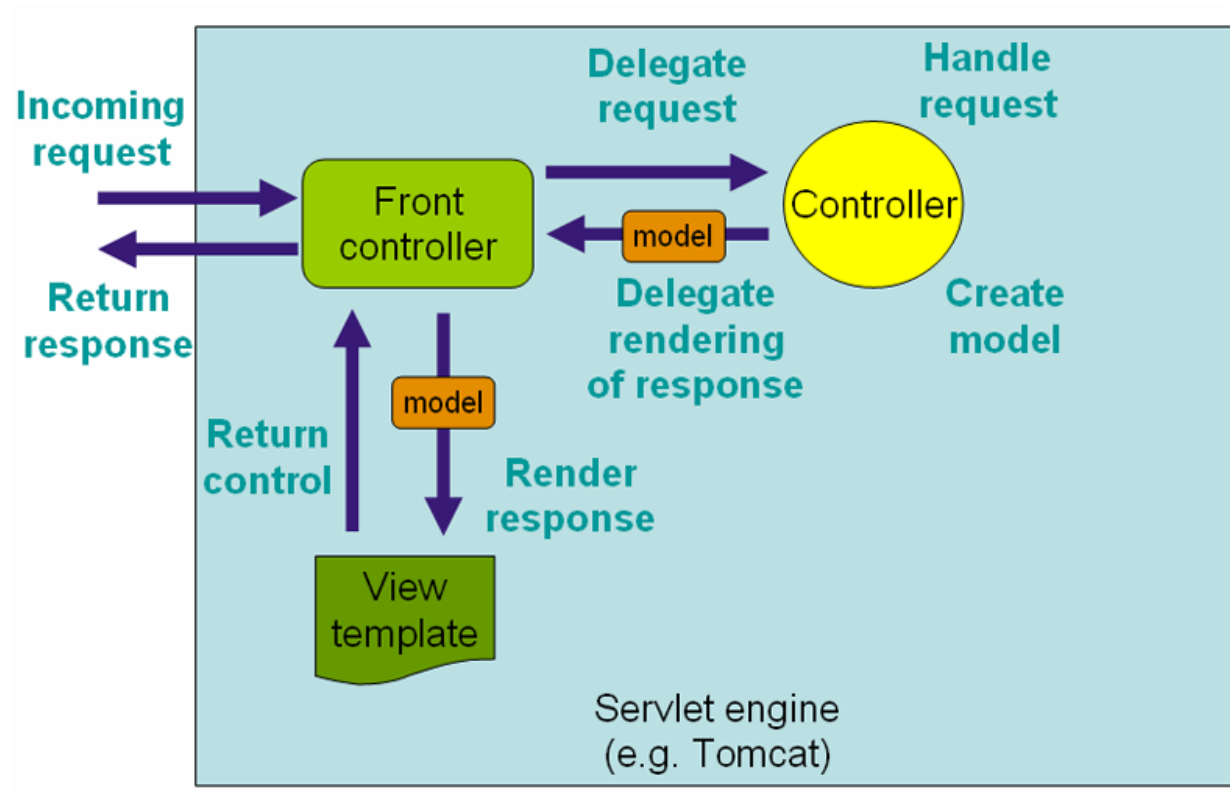 Incoming
request
Return
response
Front
controller
Delegate
request
Handle
request
Controller
model
Delegate
rendering
of response
Create
model
model
Return
control
Render
response
View
template
Servlet engine
(e.g. Tomcat)